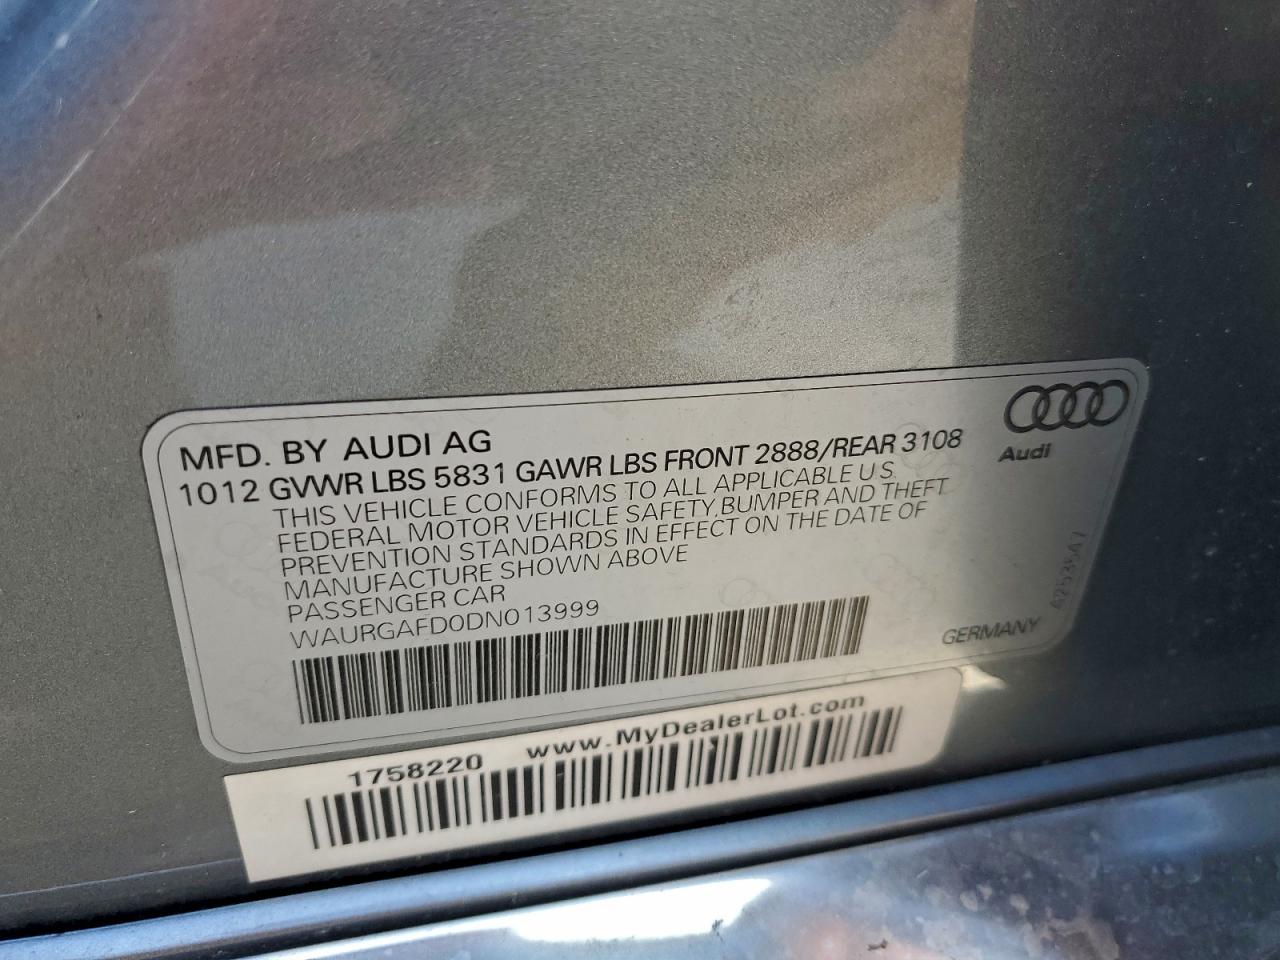 MFD. BY AUDI AG
1012 GVWR LBS 5831 GAWR LBS FRONT 2888/REAR 3108
THIS VEHICLE CONFORMS TO ALL APPLICABLE U.S.
FEDERAL MOTOR VEHICLE SAFETY,BUMPER AND THEFT
PREVENTION STANDARDS IN EFFECT ON THE DATE OF
MANUFACTURE SHOWN ABOVE
PASSENGER CAR
WAURGAFD0DN013999
Audi
GERMANY
1758220 www.MyDealerLot.com